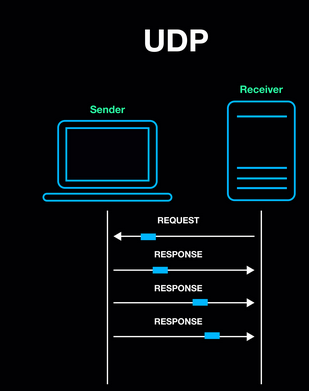 UDP
Receiver
Sender
REQUEST
RESPONSE
RESPONSE
RESPONSE